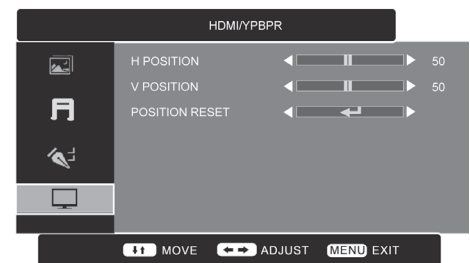 HDMI/YPBPR
H POSITION 50
V POSITION 50
POSITION RESET
MOVE ADJUST MENU EXIT